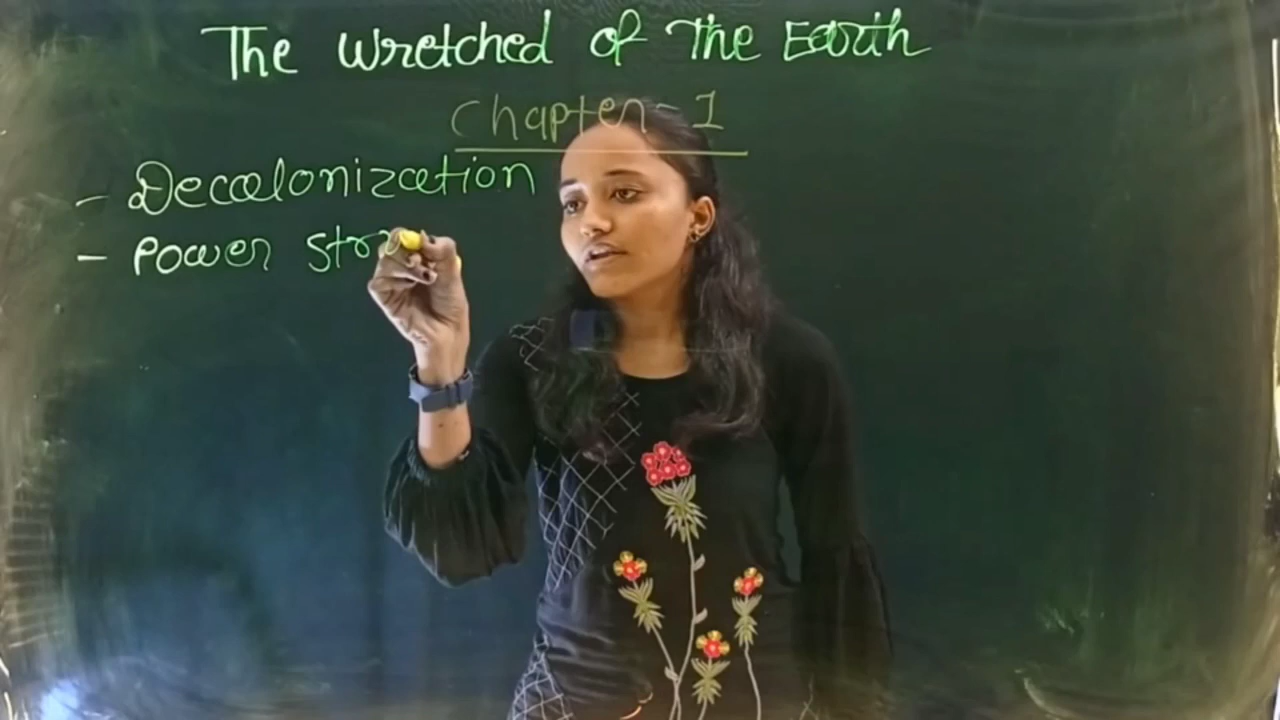 The Wretched of The Earth
Chapter-1
- Decolonization
- Power